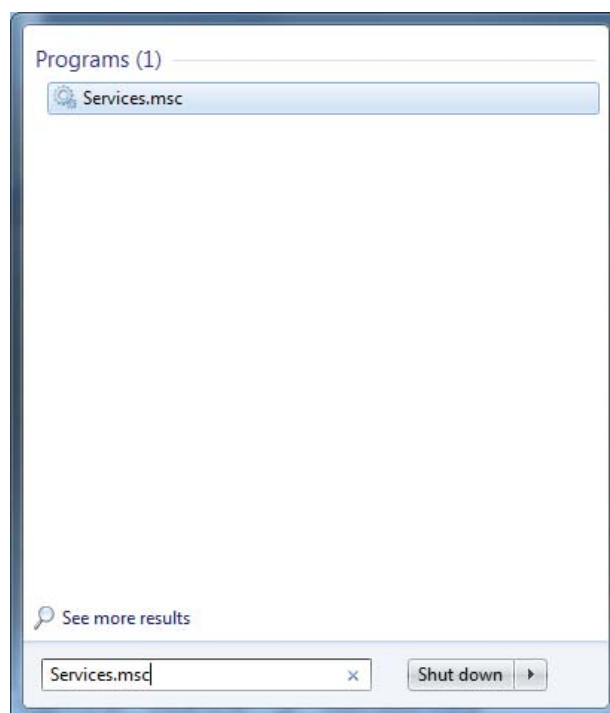 Programs (1)
Services.msc
See more results
Services.msc
Shut down